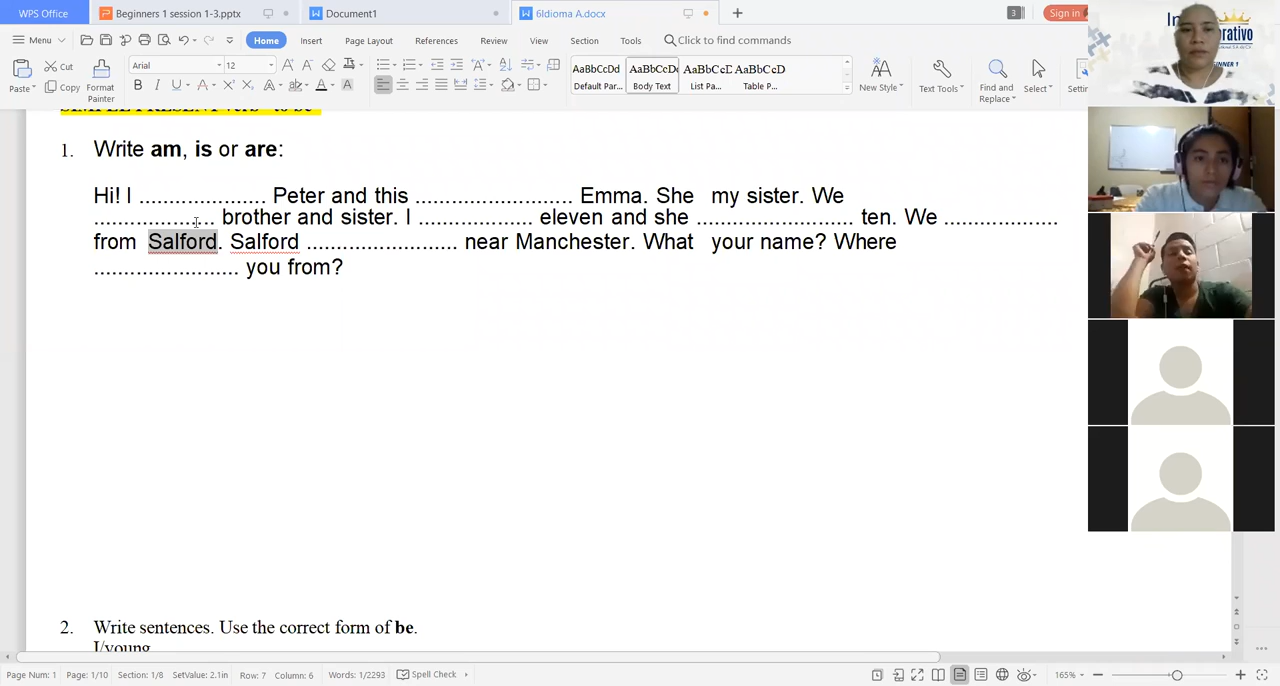 WPS Office
Beginners 1 session 1-3.pptx
Document1
6Idioma A.docx
3
Sign in
Menu
Home
Insert
Page Layout
References
Review
View
Section
Tools
Click to find commands
Paste
Cut
Copy
Format Painter
Arial
12
AaBbCcDd
Default Par...
Body Text
List Pa...
AaBbCcD
Table P...
New Style
Text Tools
Find and Replace
Select
1. Write am, is or are:
Hi! I ..................... Peter and this .......................... Emma. She my sister. We
.................... brother and sister. I ................... eleven and she .......................... ten. We ...................
from Salford. Salford ......................... near Manchester. What your name? Where
........................ you from?
2. Write sentences. Use the correct form of be.
I/young
Page Num: 1
Page: 1/10
Section: 1/8
SetValue: 2.1in
Row: 7
Column: 6
Words: 1/2293
Spell Check
165%